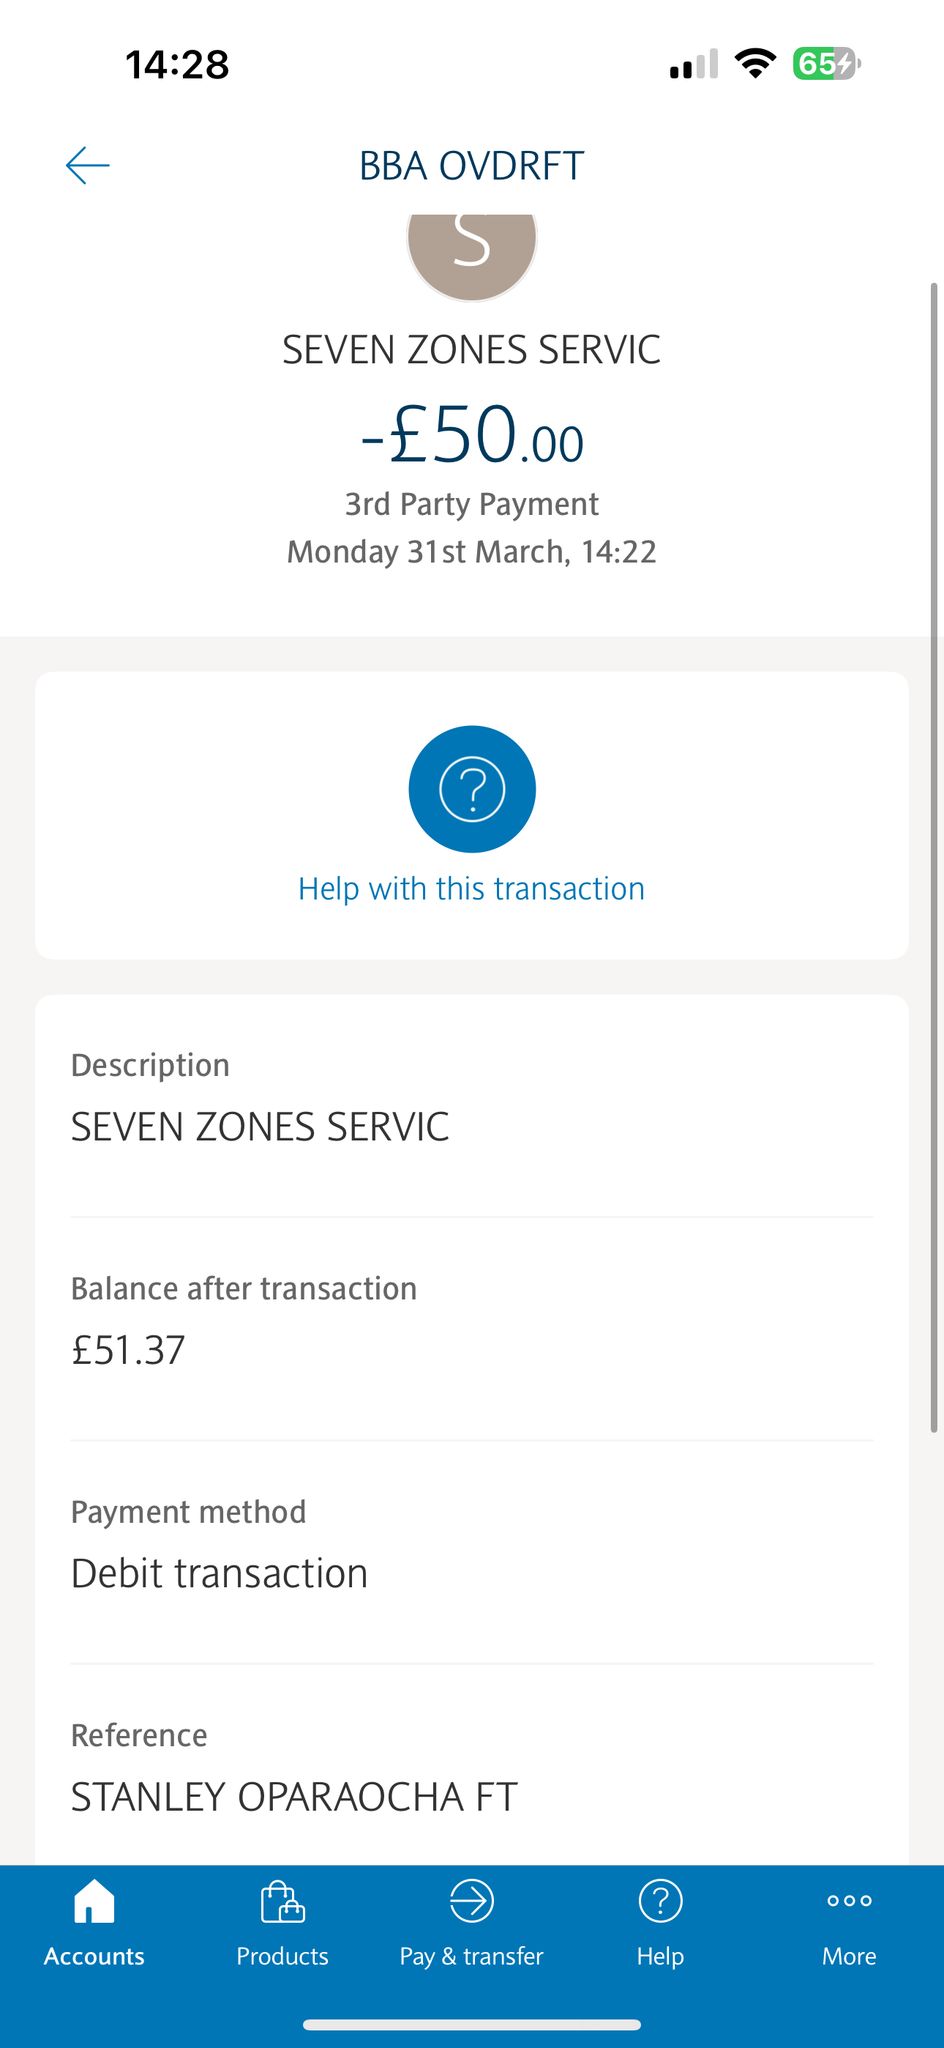 14:28
65
BBA OVDRFT
S
SEVEN ZONES SERVIC
-£50.00
3rd Party Payment
Monday 31st March, 14:22
?
Help with this transaction
Description
SEVEN ZONES SERVIC
Balance after transaction
£51.37
Payment method
Debit transaction
Reference
STANLEY OPARAOCHA FT
Accounts Products Pay & transfer Help More